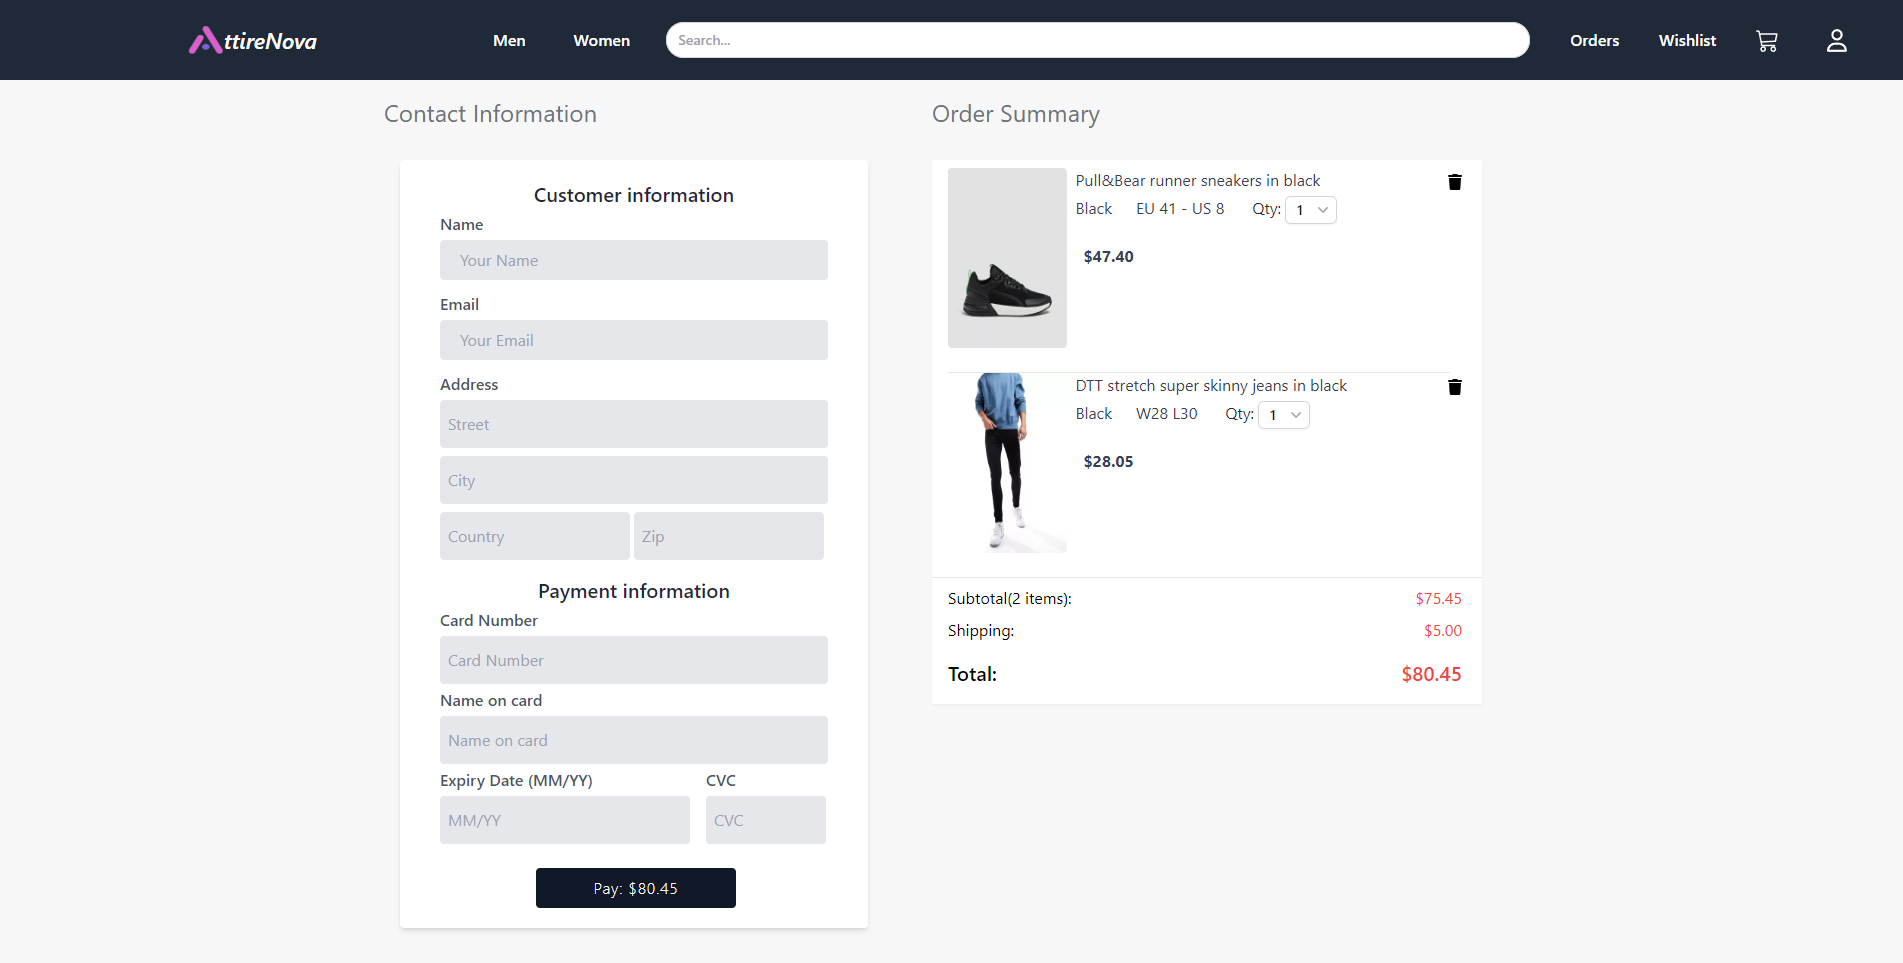 ttireNova
Men
Women
Search...
Orders
Wishlist
Contact Information
Customer information
Name
Your Name
Email
Your Email
Address
Street
City
Country
Zip
Payment information
Card Number
Card Number
Name on card
Name on card
Expiry Date (MM/YY)
CVC
MM/YY
CVC
Pay: $80.45
Order Summary
Pull&Bear runner sneakers in black
Black EU 41 - US 8 Qty: 1
$47.40
DTT stretch super skinny jeans in black
Black W28 L30 Qty: 1
$28.05
Subtotal(2 items): $75.45
Shipping: $5.00
Total: $80.45